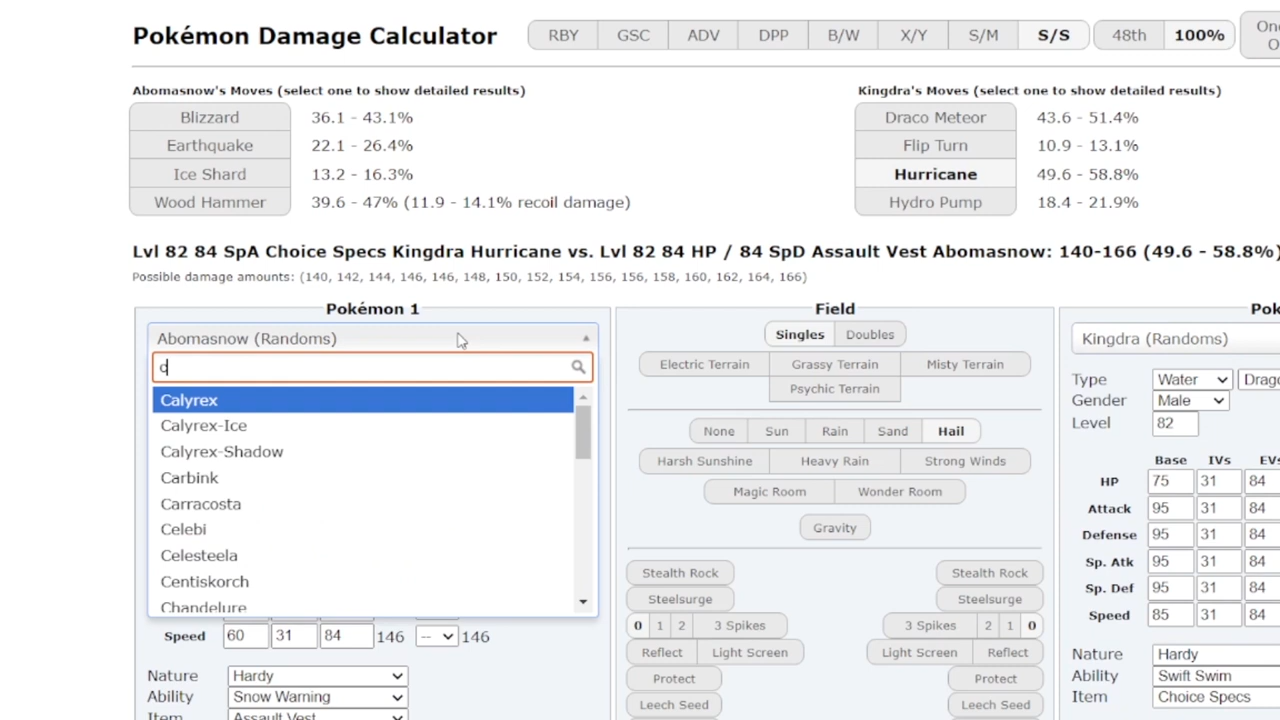 Pokémon Damage Calculator RBY GSC ADV DPP B/W X/Y S/M S/S 48th 100% One
Abomasnow's Moves (select one to show detailed results) Kingdra's Moves (select one to show detailed results)
Blizzard 36.1 - 43.1% Draco Meteor 43.6 - 51.4%
Earthquake 22.1 - 26.4% Flip Turn 10.9 - 13.1%
Ice Shard 13.2 - 16.3% Hurricane 49.6 - 58.8%
Wood Hammer 39.6 - 47% (11.9 - 14.1% recoil damage) Hydro Pump 18.4 - 21.9%
Lvl 82 84 SpA Choice Specs Kingdra Hurricane vs. Lvl 82 84 HP / 84 SpD Assault Vest Abomasnow: 140-166 (49.6 - 58.8%)
Possible damage amounts: (140, 142, 144, 146, 146, 148, 150, 152, 154, 156, 156, 158, 160, 162, 164, 166)
Pokémon 1
Abomasnow (Randoms)
c
Calyrex
Calyrex-Ice
Calyrex-Shadow
Carbink
Carracosta
Celebi
Celesteela
Centiskorch
Chandelure
Speed 60 31 84 146 -- 146
Nature Hardy
Ability Snow Warning
Item Assault Vest
Field
Singles Doubles
Electric Terrain Grassy Terrain Misty Terrain
Psychic Terrain
None Sun Rain Sand Hail
Harsh Sunshine Heavy Rain Strong Winds
Magic Room Wonder Room
Gravity
Stealth Rock Stealth Rock
Steelsurge Steelsurge
0 1 2 3 Spikes 3 Spikes 2 1 0
Reflect Light Screen Light Screen Reflect
Protect Protect
Leech Seed Leech Seed
Pok
Kingdra (Randoms)
Type Water Drag
Gender Male
Level 82
Base IVs EVs
HP 75 31 84
Attack 95 31 84
Defense 95 31 84
Sp. Atk 95 31 84
Sp. Def 95 31 84
Speed 85 31 84
Nature Hardy
Ability Swift Swim
Item Choice Specs